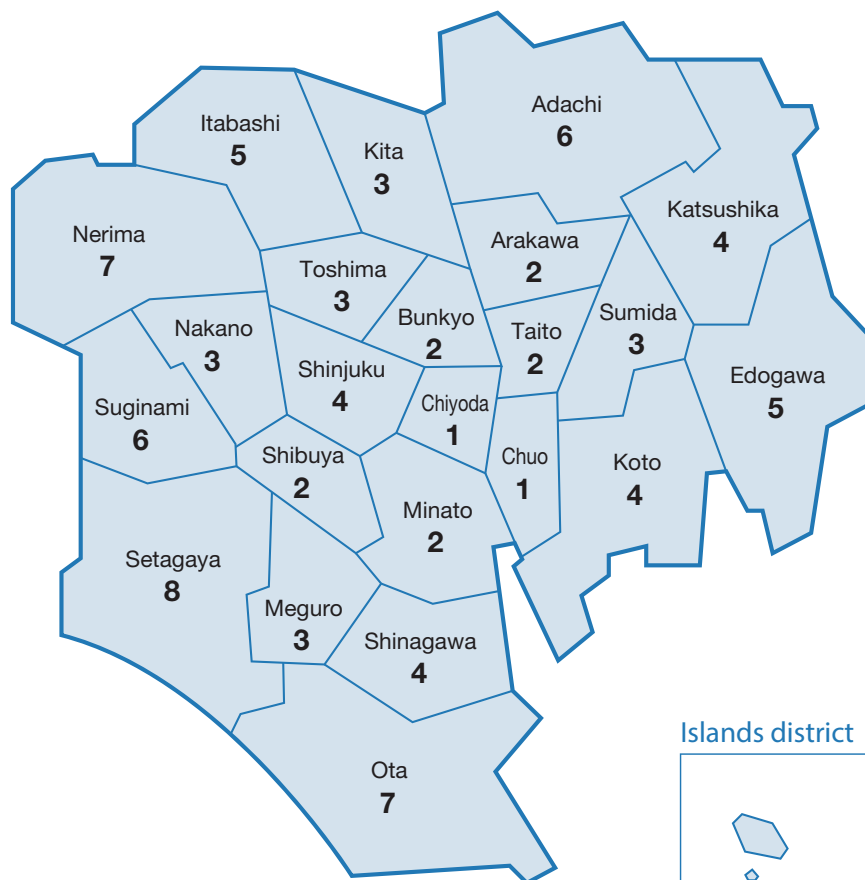 Adachi
6
Itabashi
5
Kita
3
Katsushika
4
Nerima
7
Arakawa
2
Toshima
3
Bunkyo
2
Taito
2
Sumida
3
Nakano
3
Shinjuku
4
Edogawa
5
Suginami
6
Chiyoda
1
Chuo
1
Koto
4
Shibuya
2
Minato
2
Setagaya
8
Meguro
3
Shinagawa
4
Islands district
Ota
7